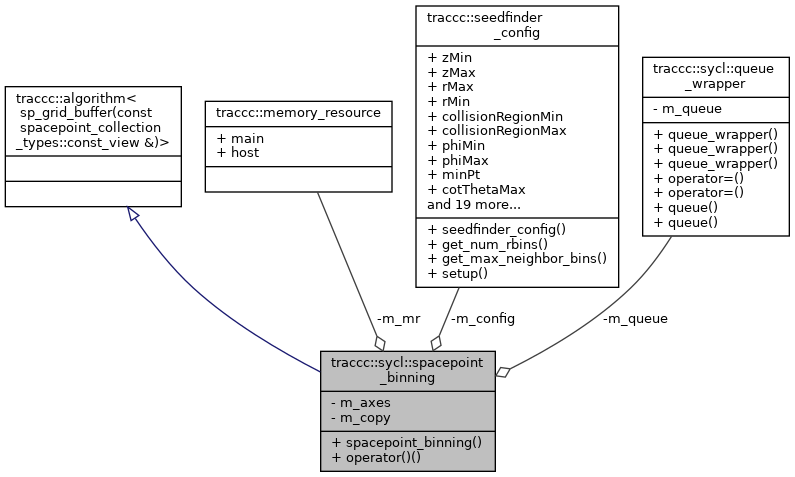 traccc::algorithm<
sp_grid_buffer(const
spacepoint_collection
_types::const_view &)>
traccc::memory_resource
+ main
+ host
traccc::seedfinder
_config
+ zMin
+ zMax
+ rMax
+ rMin
+ collisionRegionMin
+ collisionRegionMax
+ phiMin
+ phiMax
+ minPt
+ cotThetaMax
and 19 more...
+ seedfinder_config()
+ get_num_rbins()
+ get_max_neighbor_bins()
+ setup()
traccc::sycl::queue
_wrapper
- m_queue
+ queue_wrapper()
+ queue_wrapper()
+ queue_wrapper()
+ operator=()
+ operator=()
+ queue()
+ queue()
-m_mr
-m_config
-m_queue
traccc::sycl::spacepoint
_binning
- m_axes
- m_copy
+ spacepoint_binning()
+ operator()()